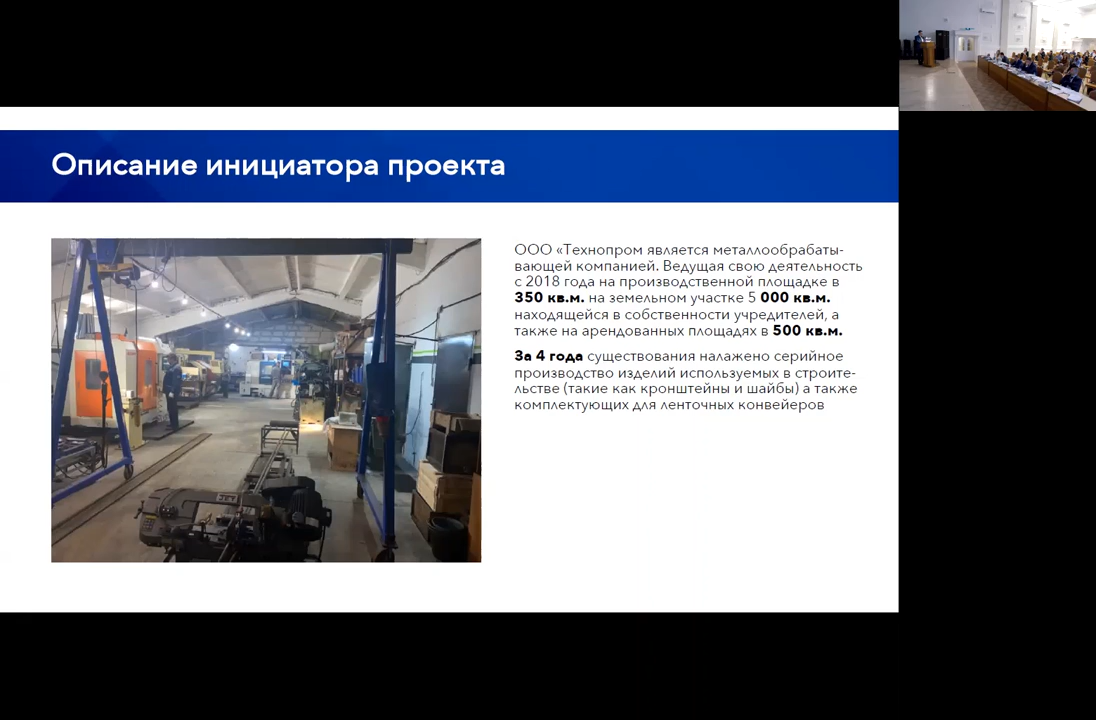 Описание инициатора проекта
ООО «Технопром является металлообрабаты-
вающей компанией. Ведущая свою деятельность
с 2018 года на производственной площадке в
350 кв.м. на земельном участке 5 000 кв.м.
находящейся в собственности учредителей, а
также на арендованных площадях в 500 кв.м.
За 4 года существования налажено серийное
производство изделий используемых в строите-
льстве (такие как кронштейны и шайбы) а также
комплектующих для ленточных конвейеров
JET